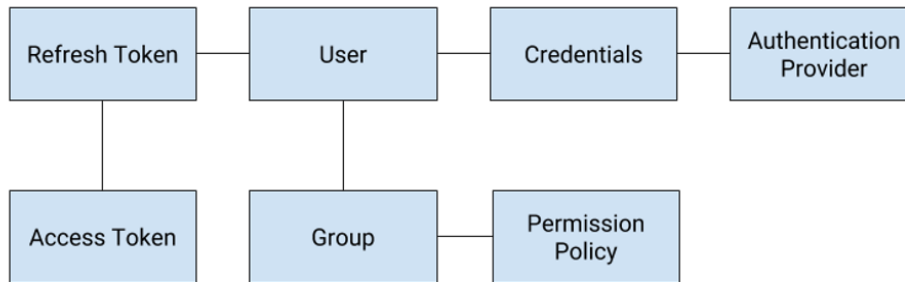 Refresh Token
User
Credentials
Authentication
Provider
Access Token
Group
Permission
Policy